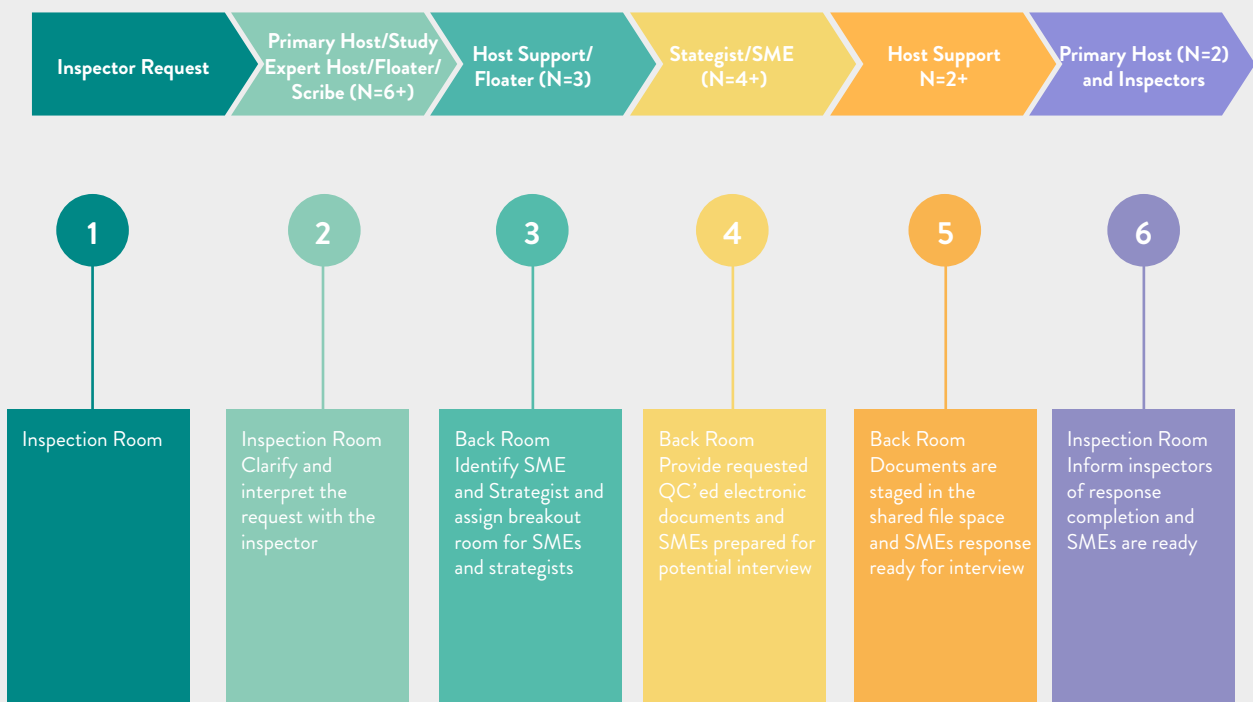 Inspector Request
Primary Host/Study
Expert Host/Floater/
Scribe (N=6+)
Host Support/
Floater (N=3)
Stategist/SME
(N=4+)
Host Support
N=2+
Primary Host (N=2)
and Inspectors
1
2
3
4
5
6
Inspection Room
Inspection Room
Clarify and
interpret the
request with the
inspector
Back Room
Identify SME
and Strategist and
assign breakout
room for SMEs
and strategists
Back Room
Provide requested
QC'ed electronic
documents and
SMEs prepared for
potential interview
Back Room
Documents are
staged in the
shared file space
and SMEs response
ready for interview
Inspection Room
Inform inspectors
of response
completion and
SMEs are ready